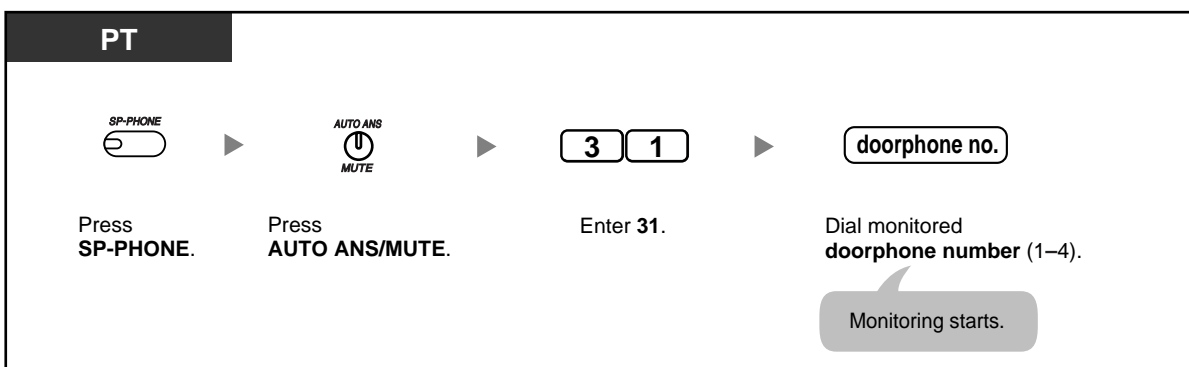 PT
SP-PHONE
AUTO ANS
MUTE
3 1
doorphone no.
Press
SP-PHONE.
Press
AUTO ANS/MUTE.
Enter 31.
Dial monitored
doorphone number (1–4).
Monitoring starts.